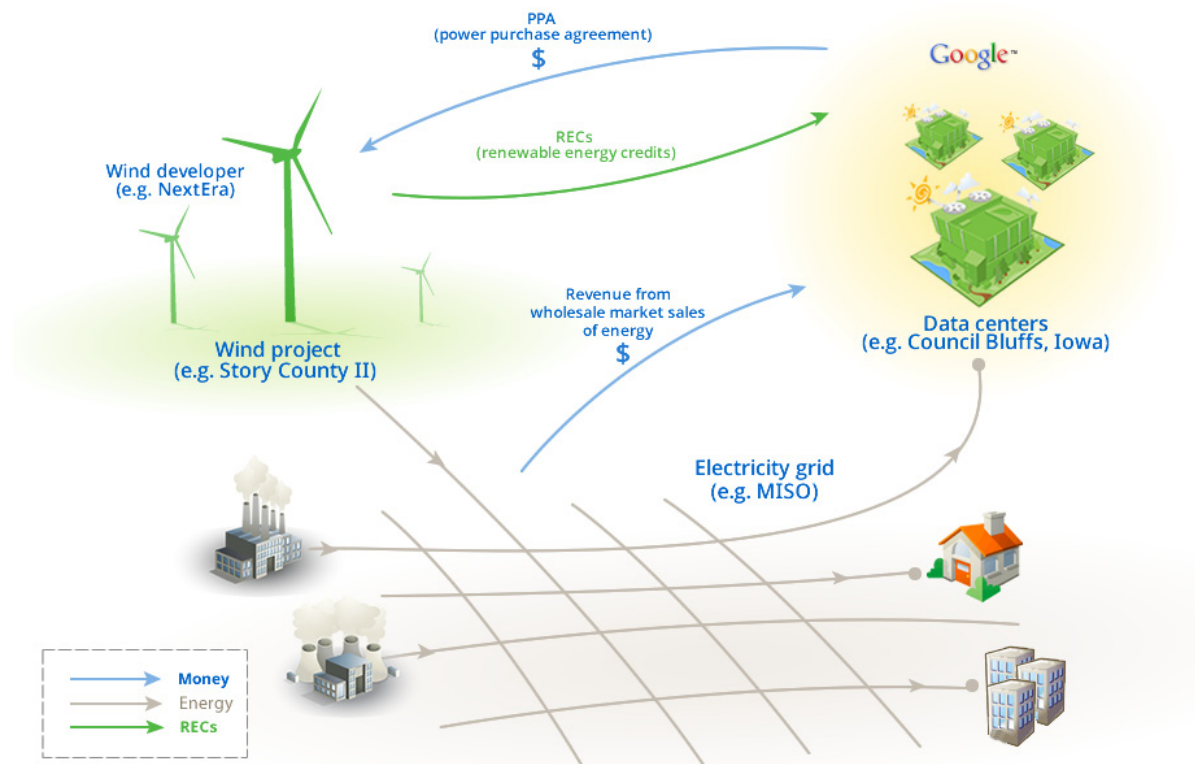 PPA
(power purchase agreement)
$
Google™
RECs
(renewable energy credits)
Wind developer
(e.g. NextEra)
Revenue from
wholesale market sales
of energy
$
Data centers
(e.g. Council Bluffs, Iowa)
Wind project
(e.g. Story County II)
Electricity grid
(e.g. MISO)
Money
Energy
RECs